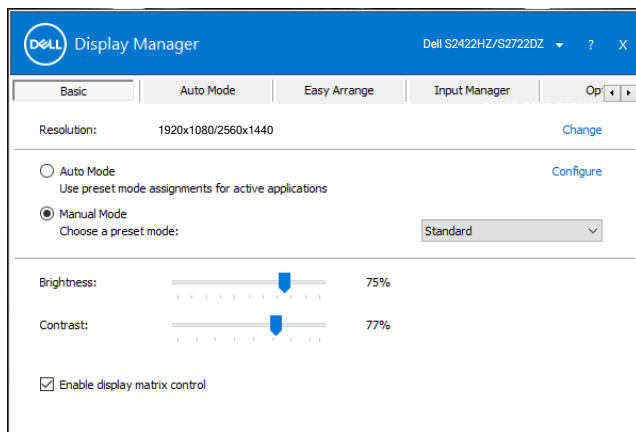 DELL Display Manager Dell S2422HZ/S2722DZ ? X
Basic Auto Mode Easy Arrange Input Manager Op
Resolution: 1920x1080/2560x1440 Change
Auto Mode Configure
Use preset mode assignments for active applications
Manual Mode
Choose a preset mode: Standard
Brightness: 75%
Contrast: 77%
Enable display matrix control